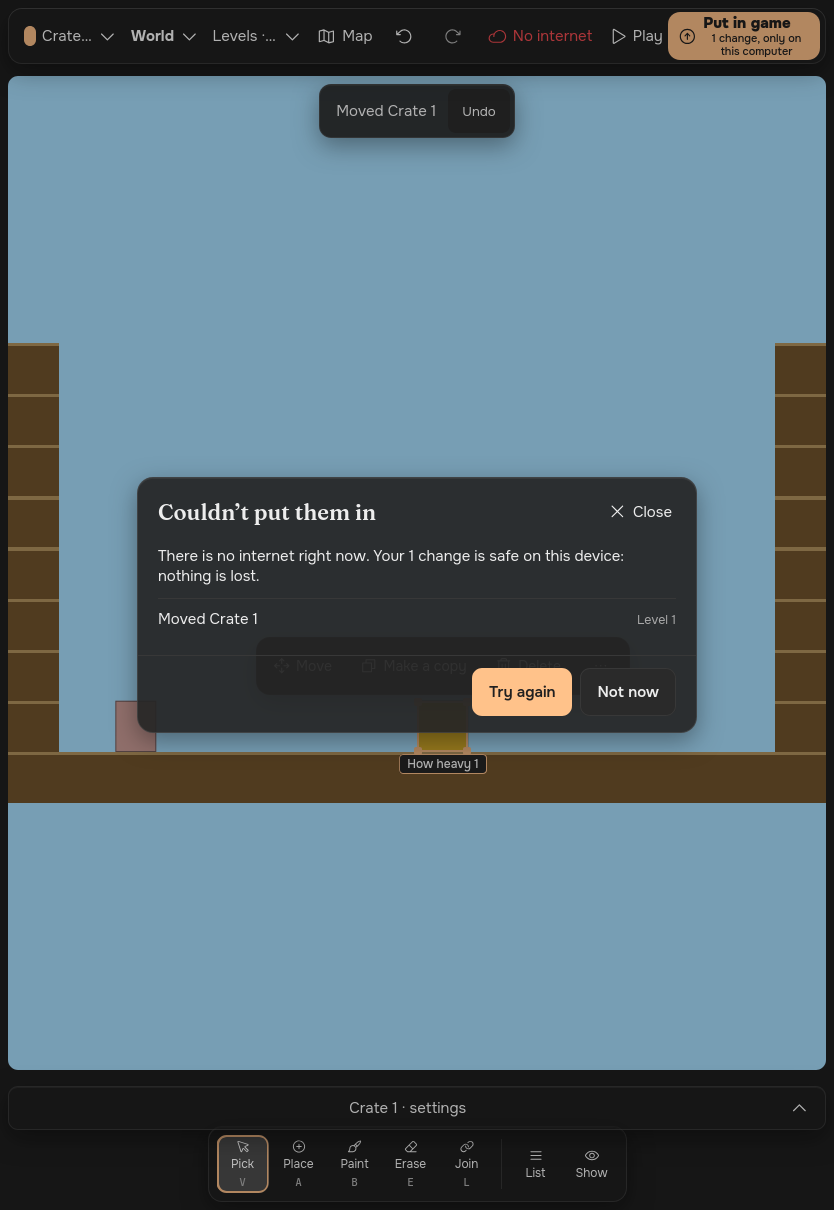 Crate... World Levels ·... Map No internet Play Put in game
1 change, only on
this computer
Moved Crate 1 Undo
Couldn’t put them in Close
There is no internet right now. Your 1 change is safe on this device:
nothing is lost.
Moved Crate 1 Level 1
Move Make a copy Delete
Try again Not now
How heavy 1
Crate 1 · settings
Pick Place Paint Erase Join List Show
V A B E L